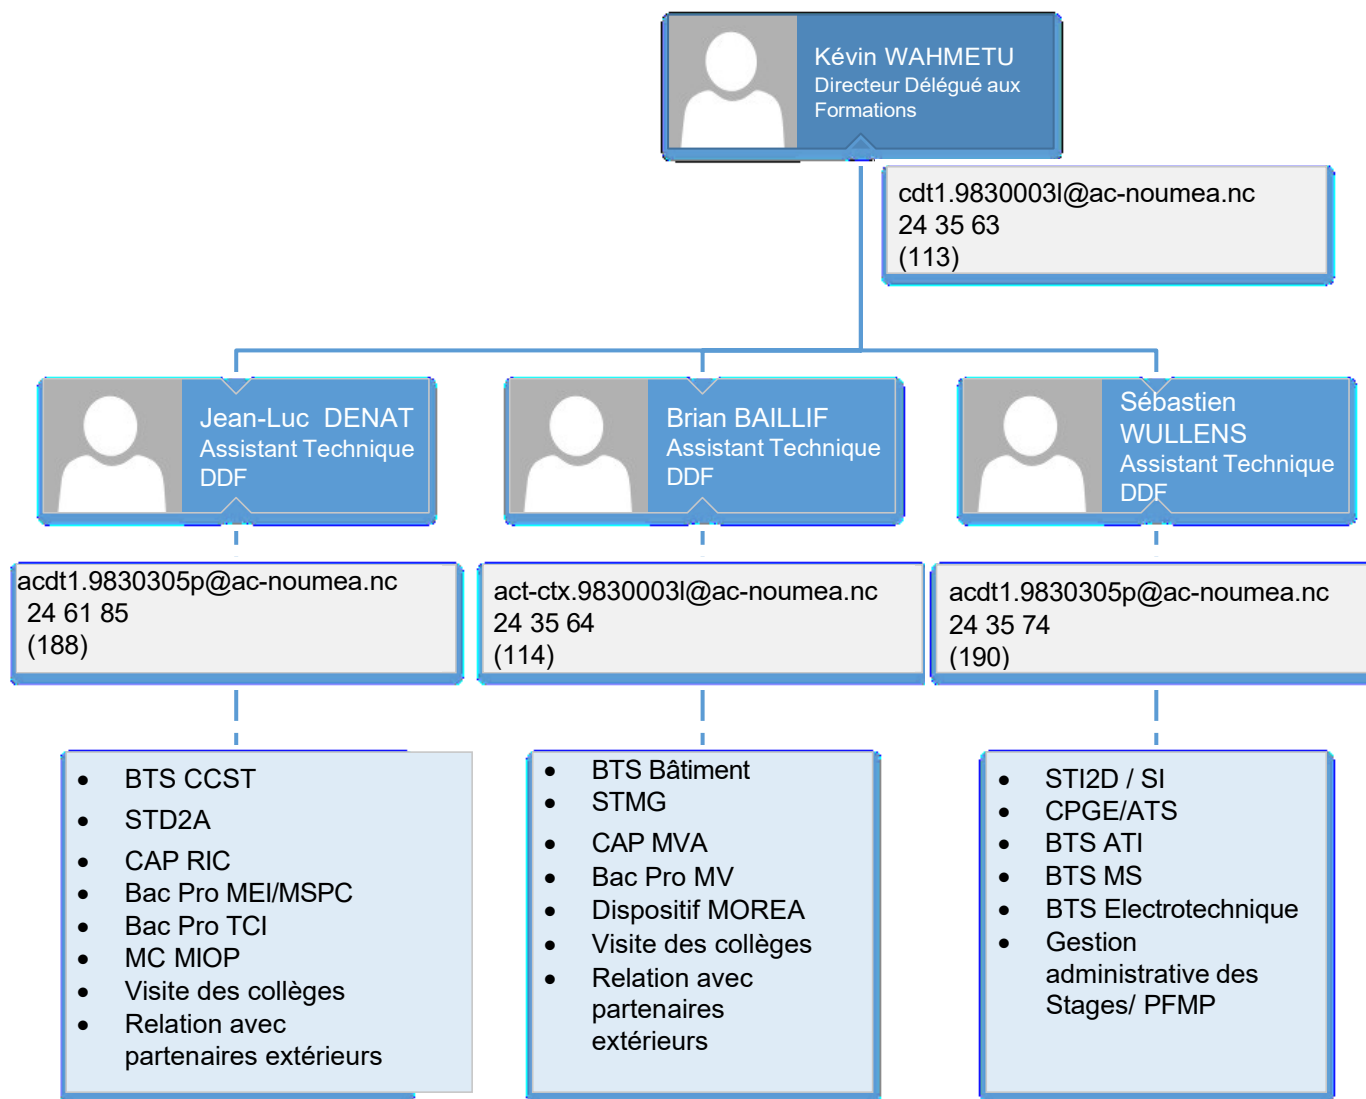 Kévin WAHMETU
Directeur Délégué aux
Formations
cdt1.9830003l@ac-noumea.nc
24 35 63
(113)
Jean-Luc  DENAT
Assistant Technique
DDF
Brian BAILLIF
Assistant Technique
DDF
Sébastien
WULLENS
Assistant Technique
DDF
acdt1.9830305p@ac-noumea.nc
24 61 85
(188)
act-ctx.9830003l@ac-noumea.nc
24 35 64
(114)
acdt1.9830305p@ac-noumea.nc
24 35 74
(190)
• BTS CCST
• STD2A
• CAP RIC
• Bac Pro MEI/MSPC
• Bac Pro TCI
• MC MIOP
• Visite des collèges
• Relation avec
partenaires extérieurs
• BTS Bâtiment
• STMG
• CAP MVA
• Bac Pro MV
• Dispositif MOREA
• Visite des collèges
• Relation avec
partenaires
extérieurs
• STI2D / SI
• CPGE/ATS
• BTS ATI
• BTS MS
• BTS Electrotechnique
• Gestion
administrative des
Stages/ PFMP